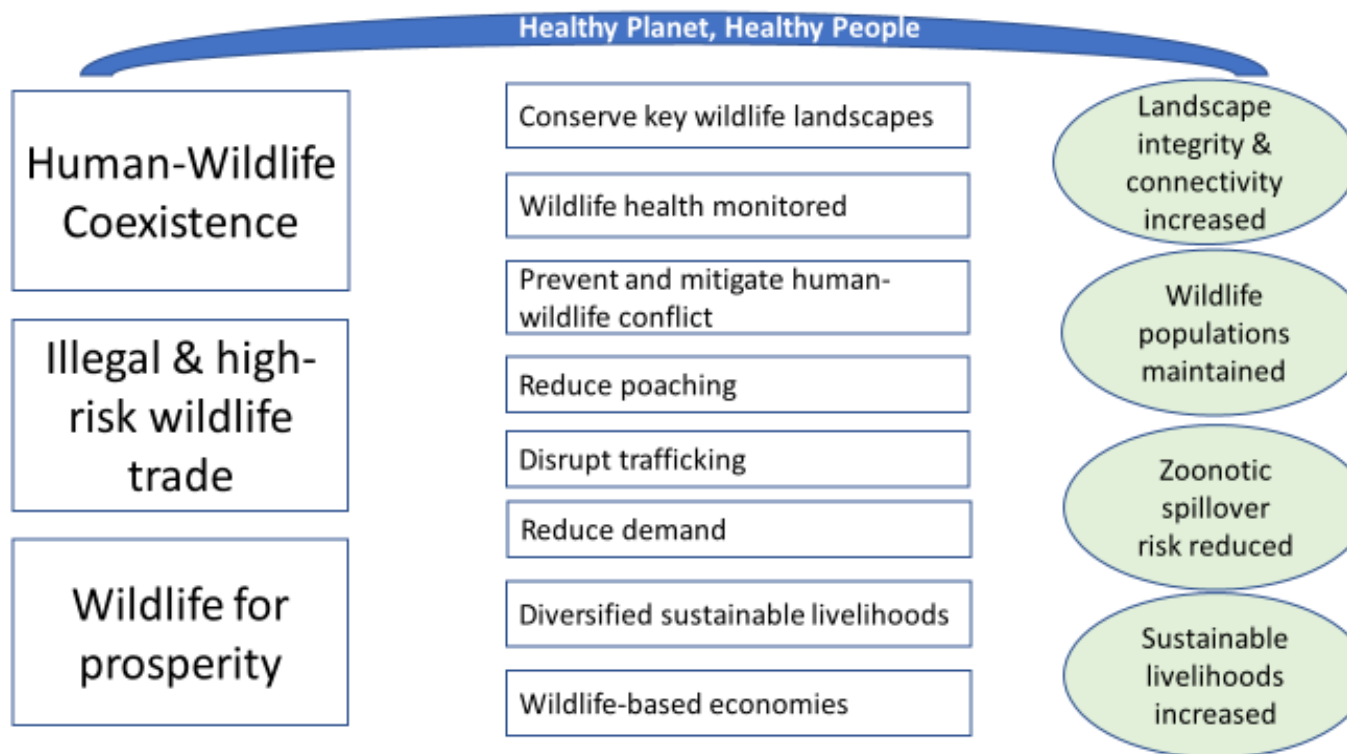 Healthy Planet, Healthy People
Human-Wildlife
Coexistence
Illegal & high-
risk wildlife
trade
Wildlife for
prosperity
Conserve key wildlife landscapes
Wildlife health monitored
Prevent and mitigate human-
wildlife conflict
Reduce poaching
Disrupt trafficking
Reduce demand
Diversified sustainable livelihoods
Wildlife-based economies
Landscape
integrity &
connectivity
increased
Wildlife
populations
maintained
Zoonotic
spillover
risk reduced
Sustainable
livelihoods
increased